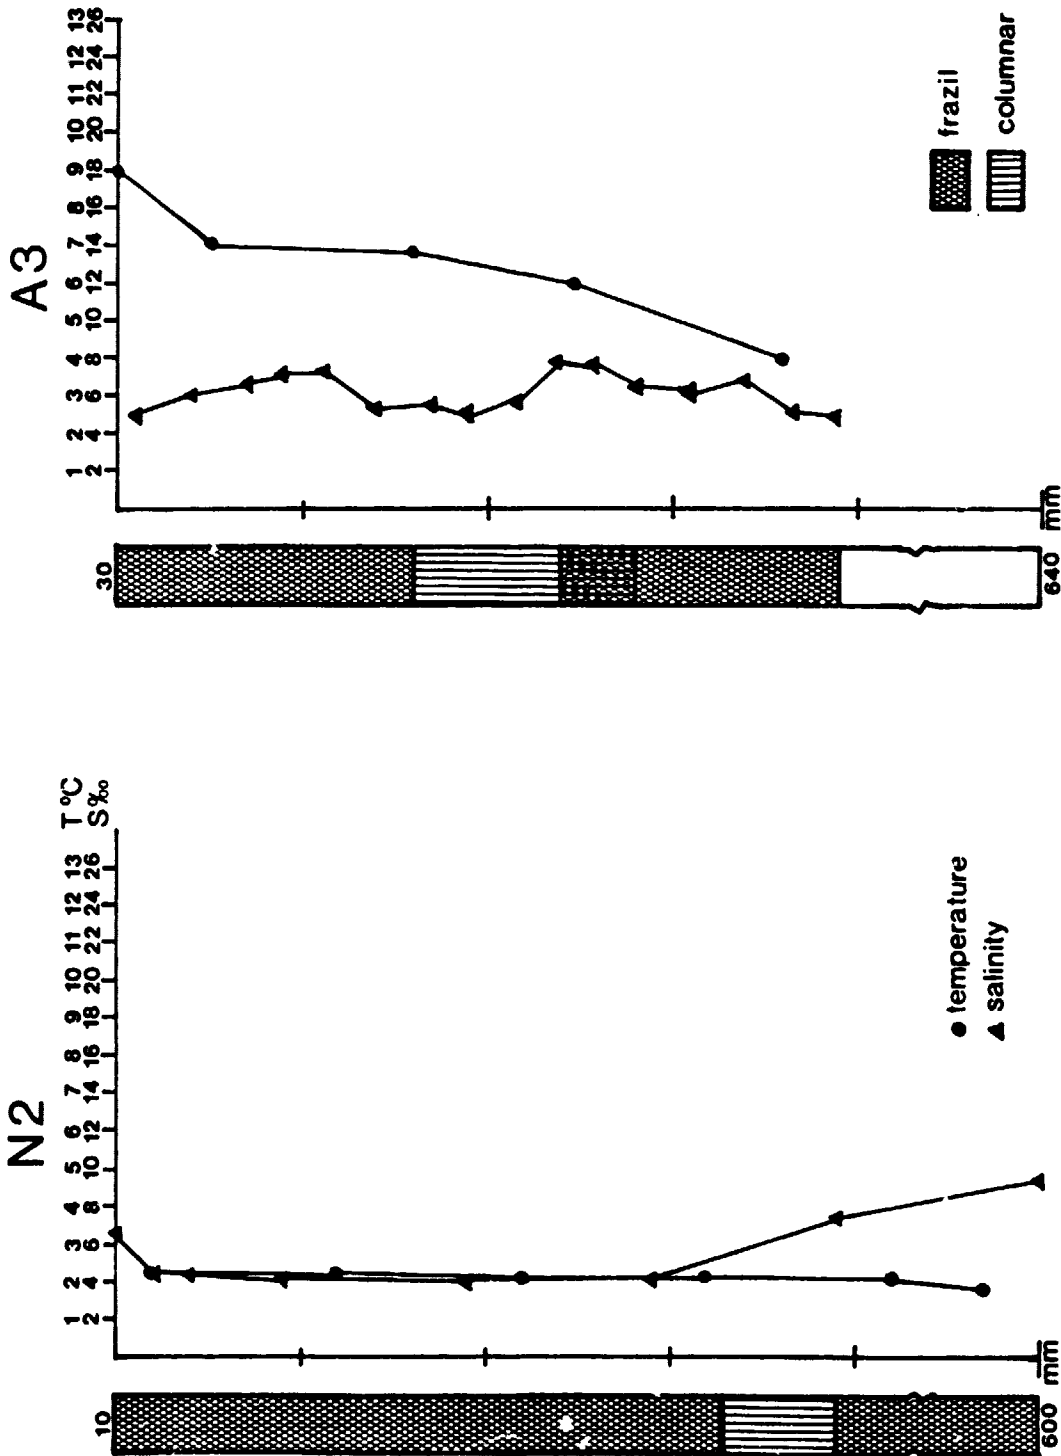 N2
1 2 3 4 5 6 7 8 9 10 11 12 13 T°C
2 4 6 8 10 12 14 16 18 20 22 24 26 S‰
10
temperature
salinity
600 mm
A3
1 2 3 4 5 6 7 8 9 10 11 12 13
2 4 6 8 10 12 14 16 18 20 22 24 26
30
frazil
columnar
640 mm